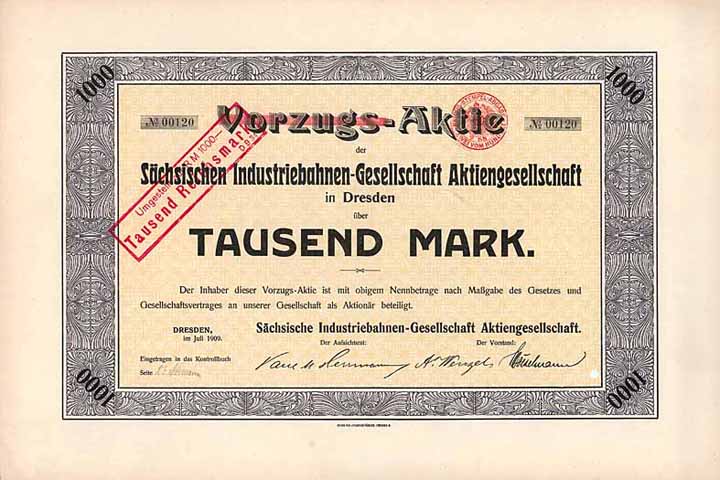 1000
1000
№ 00120
Vorzugs-Aktie
№ 00120
der
Sächsischen Industriebahnen-Gesellschaft Aktiengesellschaft
in Dresden
über
TAUSEND MARK.
Umgestellt RM 1000—
Tausend Reichsmark
Der Inhaber dieser Vorzugs-Aktie ist mit obigem Nennbetrage nach Maßgabe des Gesetzes und
Gesellschaftsvertrages an unserer Gesellschaft als Aktionär beteiligt.
DRESDEN,
im Juli 1909.
Sächsische Industriebahnen-Gesellschaft Aktiengesellschaft.
Der Aufsichtsrat:
Der Vorstand:
Eingetragen in das Kontrollbuch
Seite
1000
1000